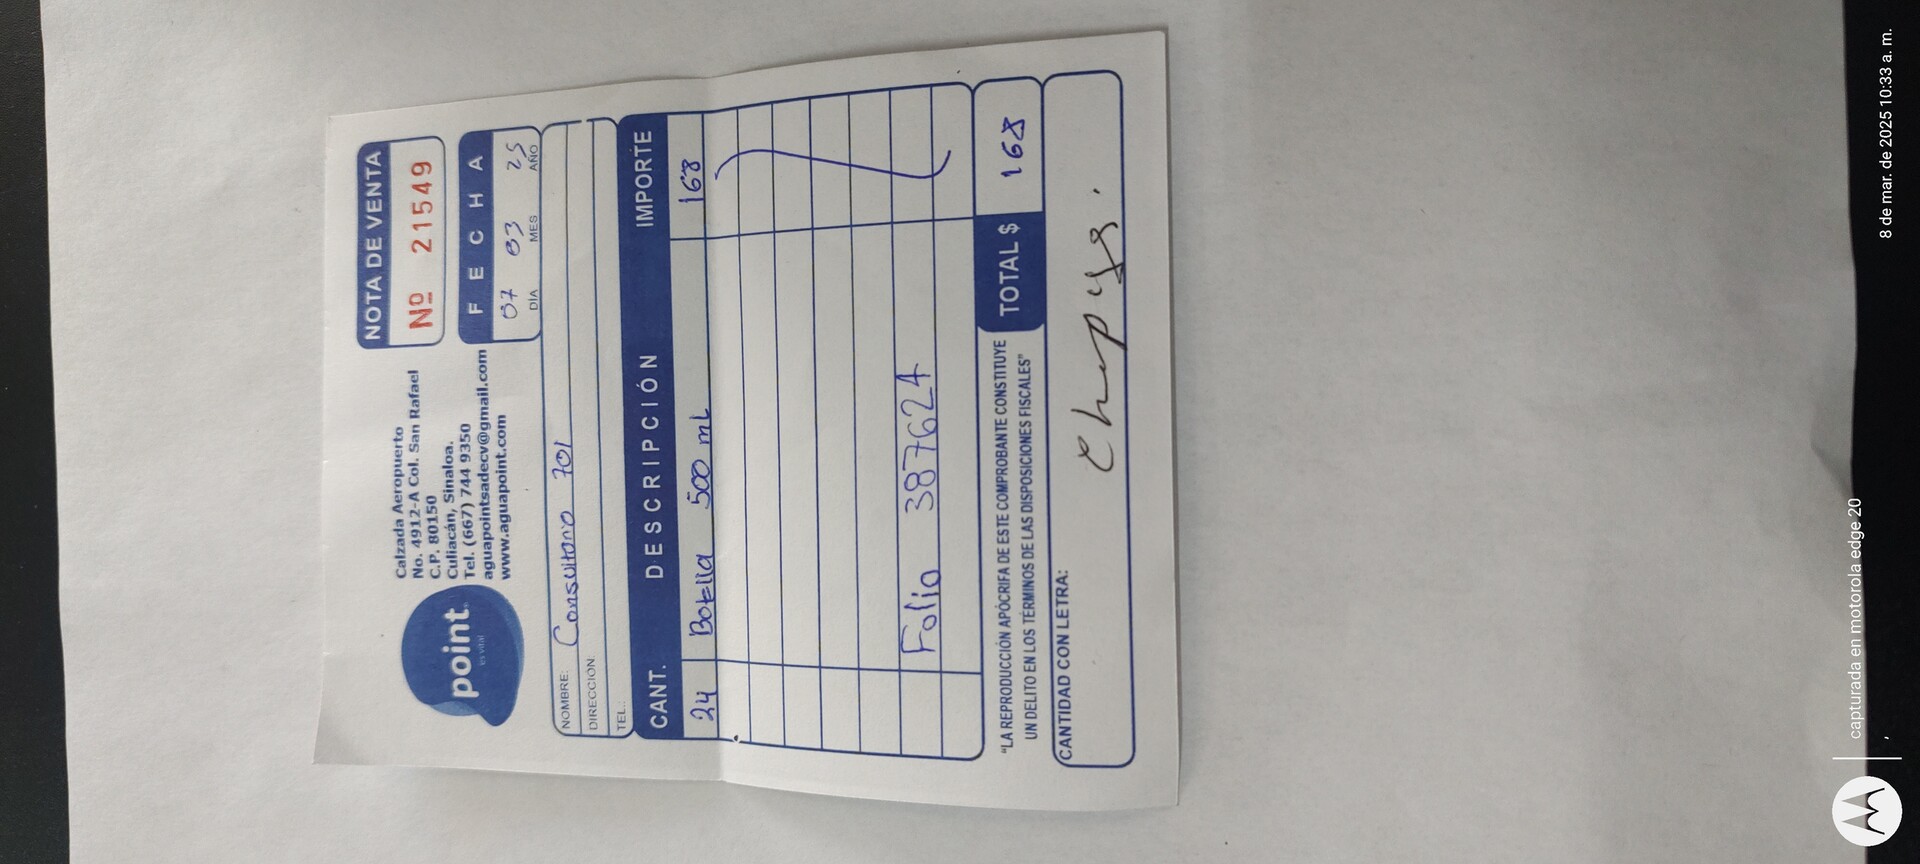 point
es vital
Calzada Aeropuerto
No. 4912-A Col. San Rafael
C.P. 80150
Culiacán, Sinaloa.
Tel. (667) 744 9350
aguapointsadecv@gmail.com
www.aguapoint.com
NOTA DE VENTA
Nº 21549
FECHA
07 03 25
DÍA MES AÑO
NOMBRE: Consultorio 701
DIRECCIÓN:
TEL.:
CANT. DESCRIPCIÓN IMPORTE
24 Botella 500 mL 168
Folio 387624
"LA REPRODUCCIÓN APÓCRIFA DE ESTE COMPROBANTE CONSTITUYE
UN DELITO EN LOS TÉRMINOS DE LAS DISPOSICIONES FISCALES"
TOTAL $ 168
CANTIDAD CON LETRA:
capturada en motorola edge 20
8 de mar. de 2025 10:33 a. m.